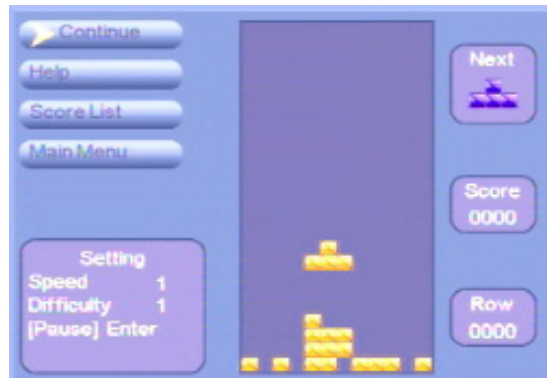 Continue
Help
Score List
Main Menu
Setting
Speed 1
Difficulty 1
[Pause] Enter
Next
Score
0000
Row
0000